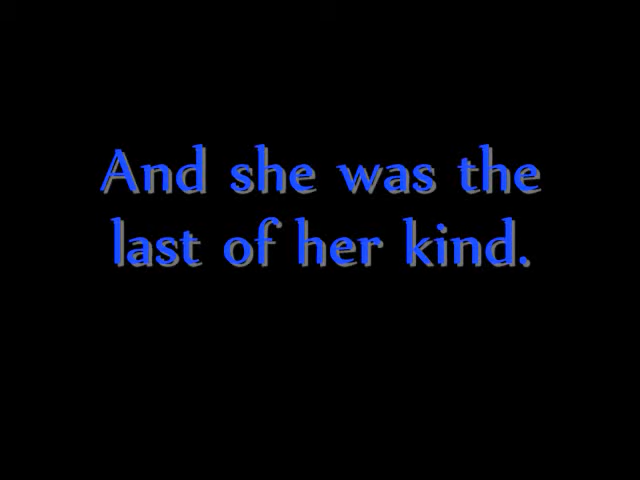 And she was the
last of her kind.